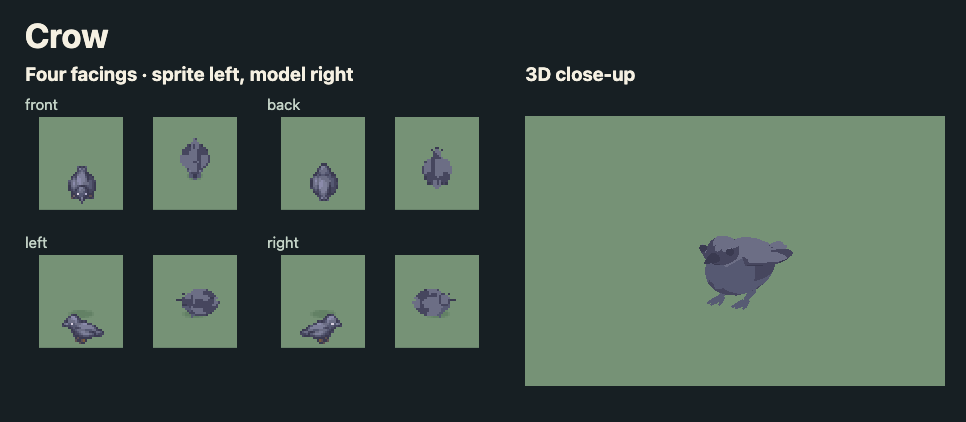 Crow
Four facings · sprite left, model right
3D close-up
front
back
left
right